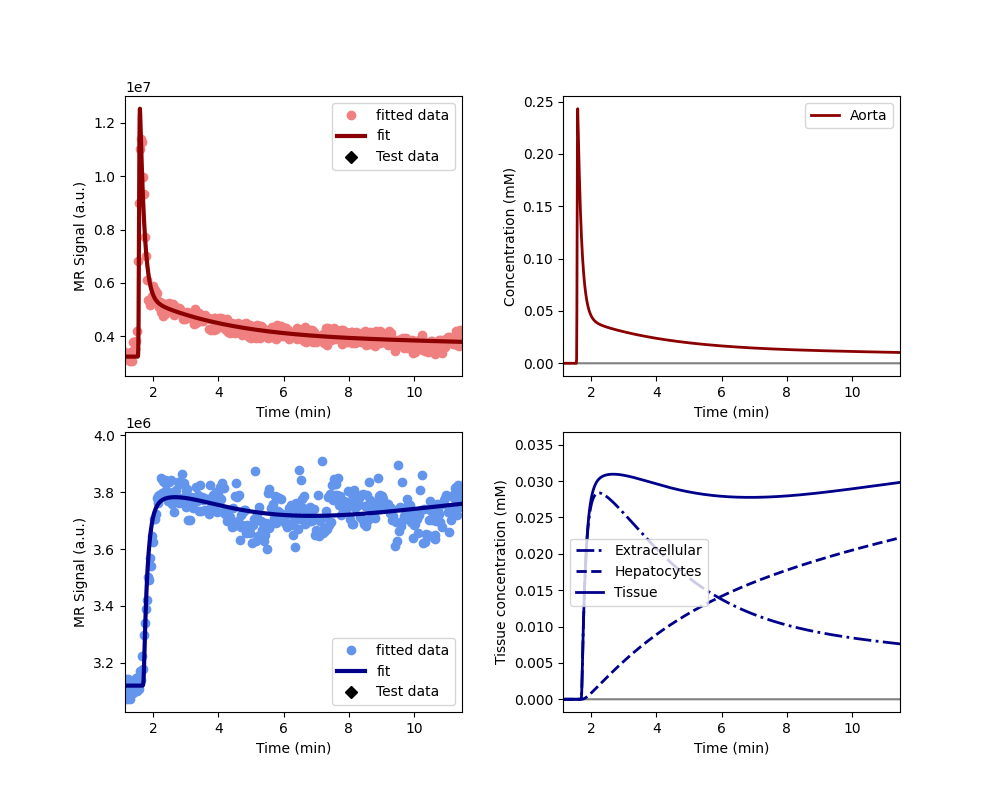 1e7
MR Signal (a.u.)
1.2
1.0
0.8
0.6
0.4
fitted data
fit
Test data
2 4 6 8 10
Time (min)
Concentration (mM)
0.25
0.20
0.15
0.10
0.05
0.00
Aorta
2 4 6 8 10
Time (min)
1e6
MR Signal (a.u.)
4.0
3.8
3.6
3.4
3.2
fitted data
fit
Test data
2 4 6 8 10
Time (min)
Tissue concentration (mM)
0.035
0.030
0.025
0.020
0.015
0.010
0.005
0.000
Extracellular
Hepatocytes
Tissue
2 4 6 8 10
Time (min)